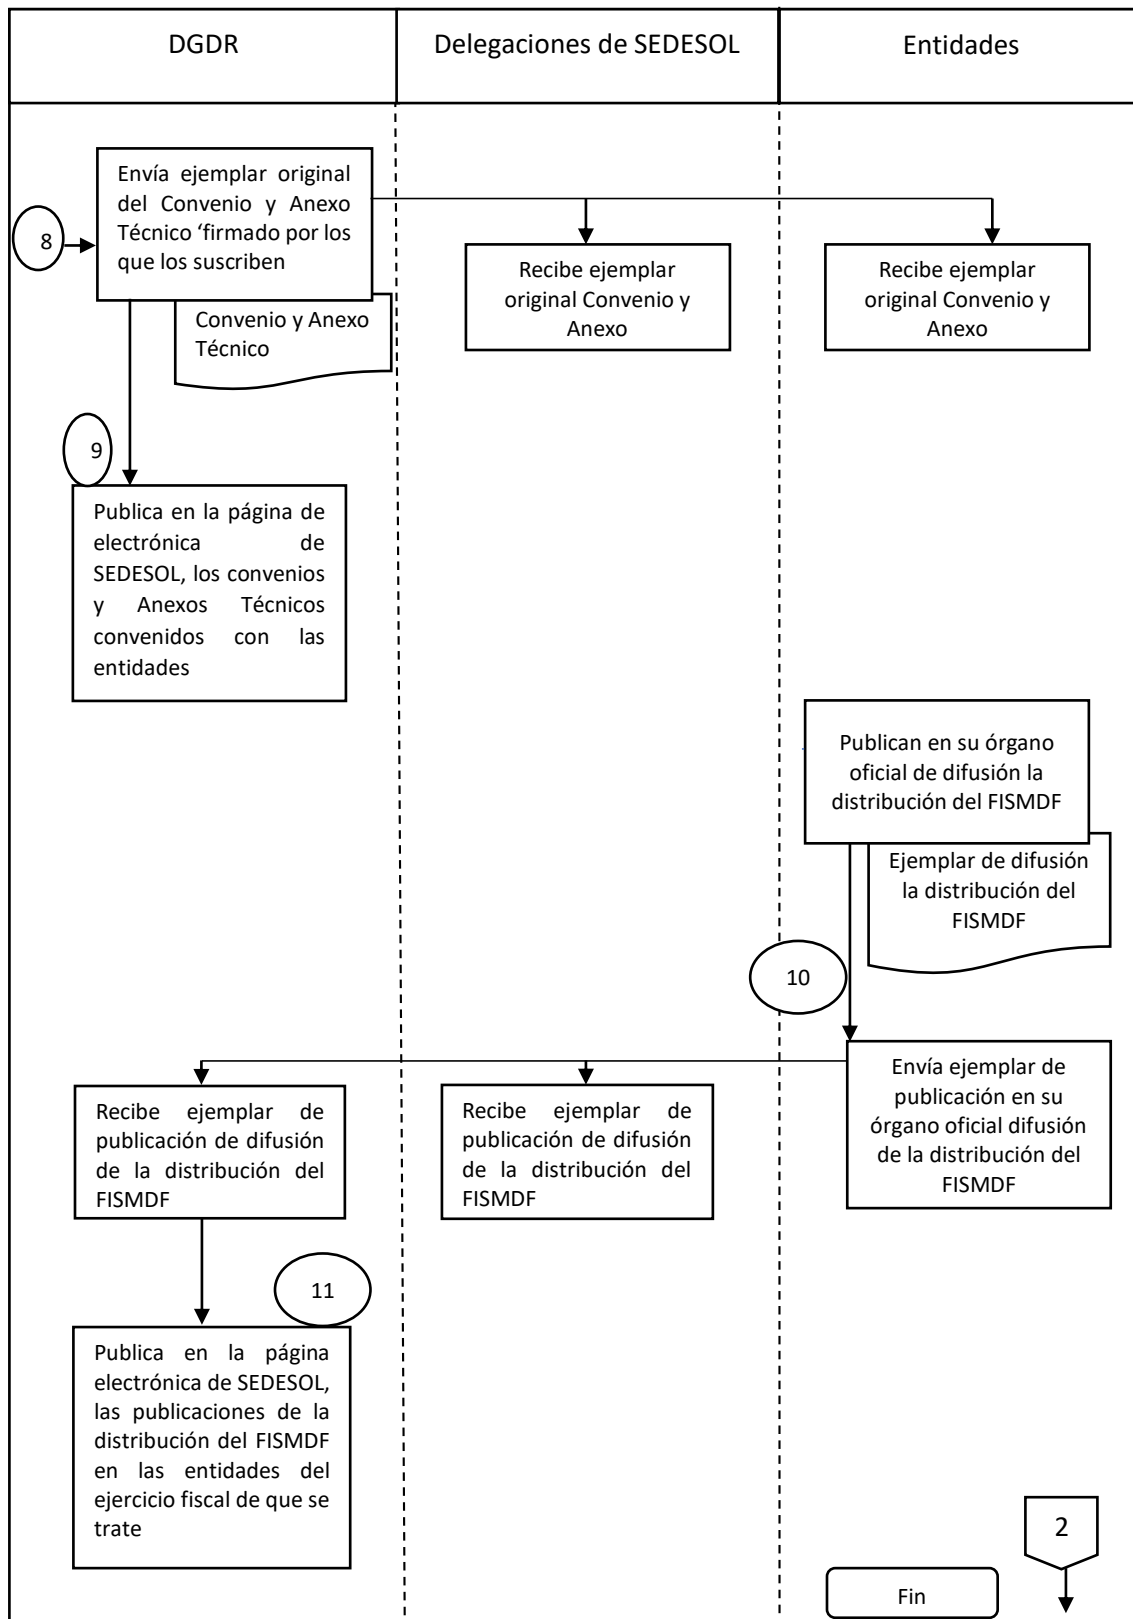 DGDR
Delegaciones de SEDESOL
Entidades
8
Envía ejemplar original
del Convenio y Anexo
Técnico ‘firmado por los
que los suscriben
Convenio y Anexo
Técnico
Recibe ejemplar
original Convenio y
Anexo
Recibe ejemplar
original Convenio y
Anexo
9
Publica en la página de
electrónica de
SEDESOL, los convenios
y Anexos Técnicos
convenidos con las
entidades
Publican en su órgano
oficial de difusión la
distribución del FISMDF
Ejemplar de difusión
la distribución del
FISMDF
10
Envía ejemplar de
publicación en su
órgano oficial difusión
de la distribución del
FISMDF
Recibe ejemplar de
publicación de difusión
de la distribución del
FISMDF
Recibe ejemplar de
publicación de difusión
de la distribución del
FISMDF
11
Publica en la página
electrónica de SEDESOL,
las publicaciones de la
distribución del FISMDF
en las entidades del
ejercicio fiscal de que se
trate
2
Fin